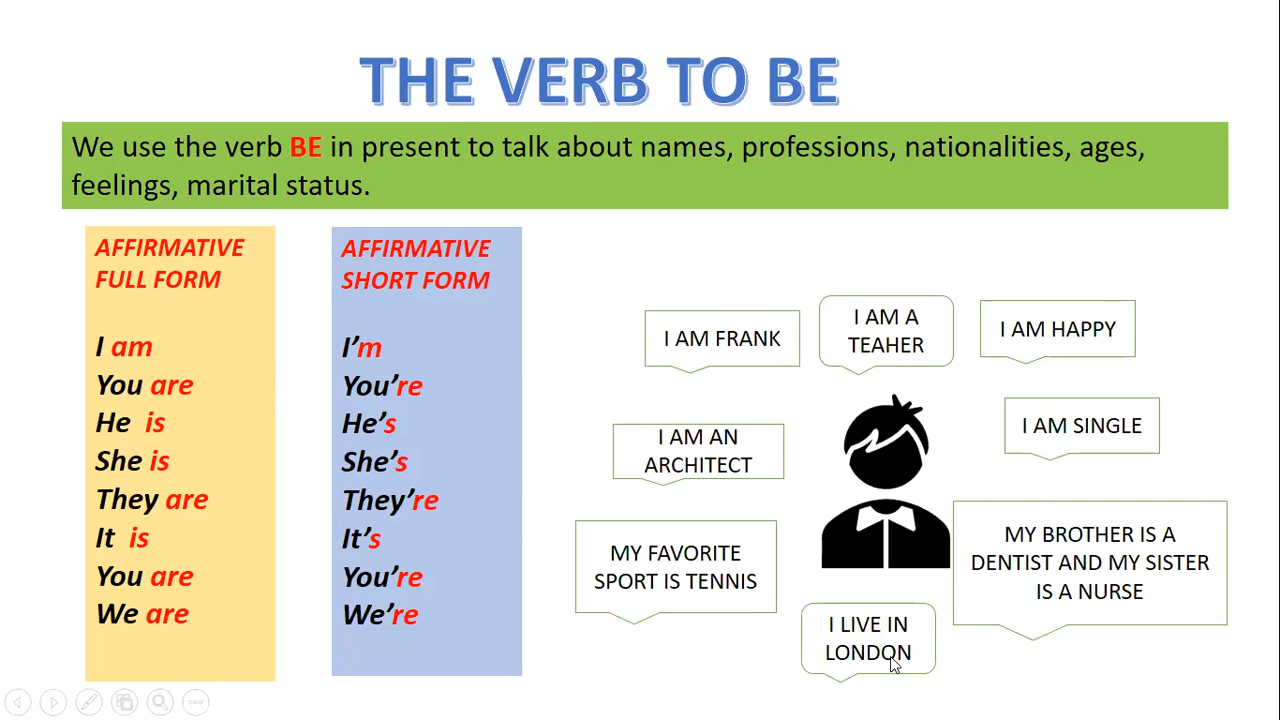 THE VERB TO BE
We use the verb BE in present to talk about names, professions, nationalities, ages,
feelings, marital status.
AFFIRMATIVE
FULL FORM
I am
You are
He is
She is
They are
It is
You are
We are
AFFIRMATIVE
SHORT FORM
I’m
You’re
He’s
She’s
They’re
It’s
You’re
We’re
I AM FRANK
I AM A
TEAHER
I AM HAPPY
I AM AN
ARCHITECT
I AM SINGLE
MY FAVORITE
SPORT IS TENNIS
MY BROTHER IS A
DENTIST AND MY SISTER
IS A NURSE
I LIVE IN
LONDON